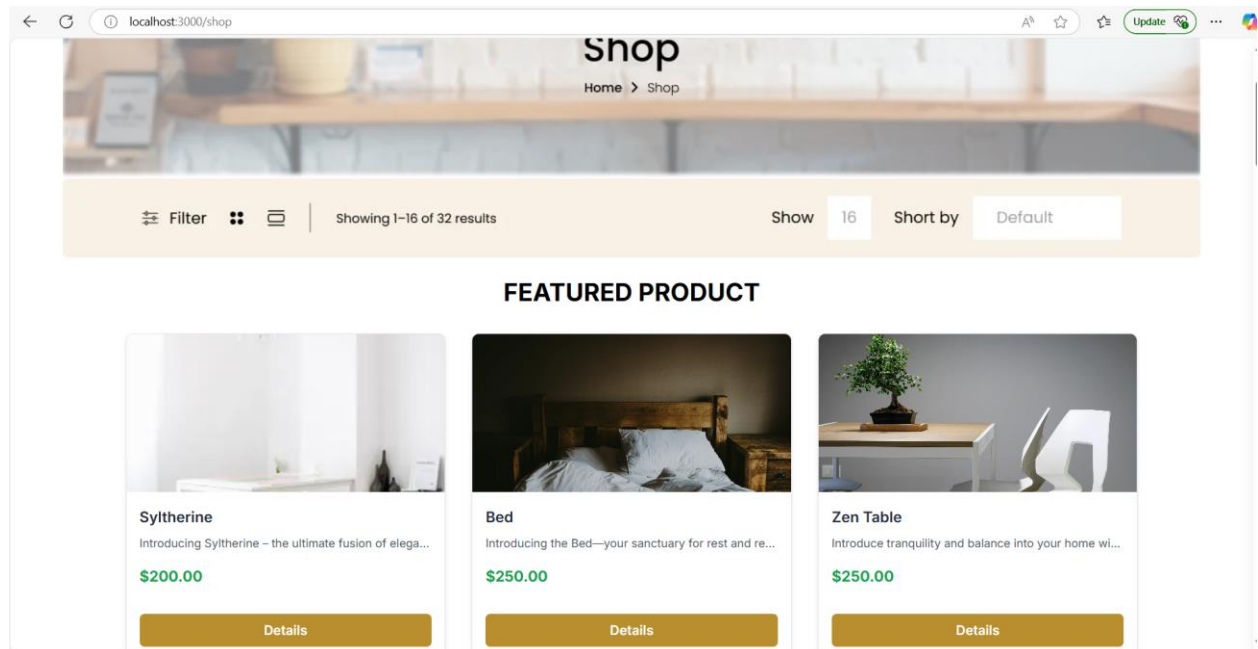 localhost:3000/shop
Update
Shop
Home > Shop
Filter
Showing 1–16 of 32 results
Show 16 Short by Default
FEATURED PRODUCT
Syltherine
Introducing Syltherine – the ultimate fusion of elega...
$200.00
Details
Bed
Introducing the Bed—your sanctuary for rest and re...
$250.00
Details
Zen Table
Introduce tranquility and balance into your home wi...
$250.00
Details